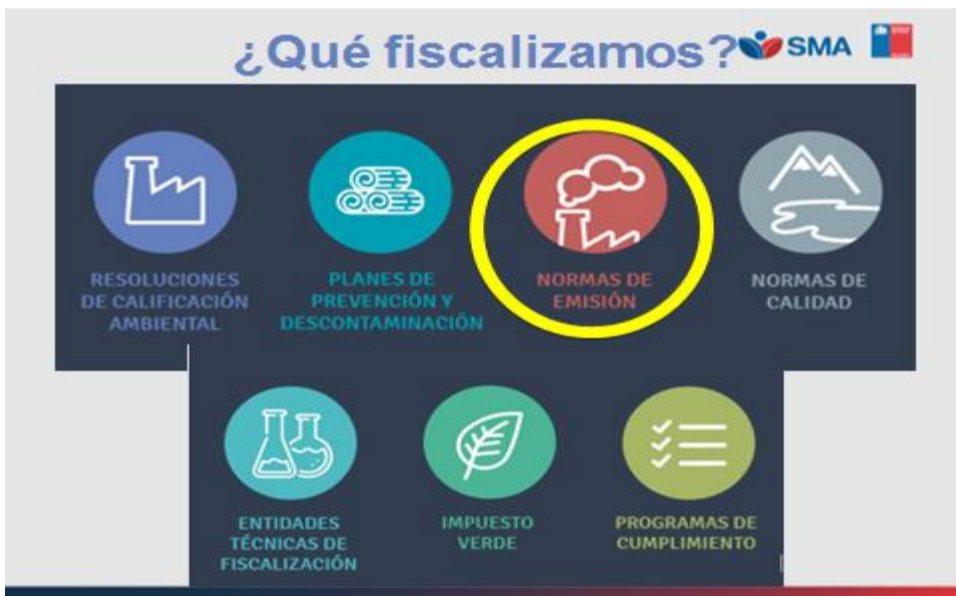 ¿Qué fiscalizamos?
SMA
RESOLUCIONES
DE CALIFICACIÓN
AMBIENTAL
PLANES DE
PREVENCIÓN Y
DESCONTAMINACIÓN
NORMAS DE
EMISIÓN
NORMAS DE
CALIDAD
ENTIDADES
TÉCNICAS DE
FISCALIZACIÓN
IMPUESTO
VERDE
PROGRAMAS DE
CUMPLIMIENTO